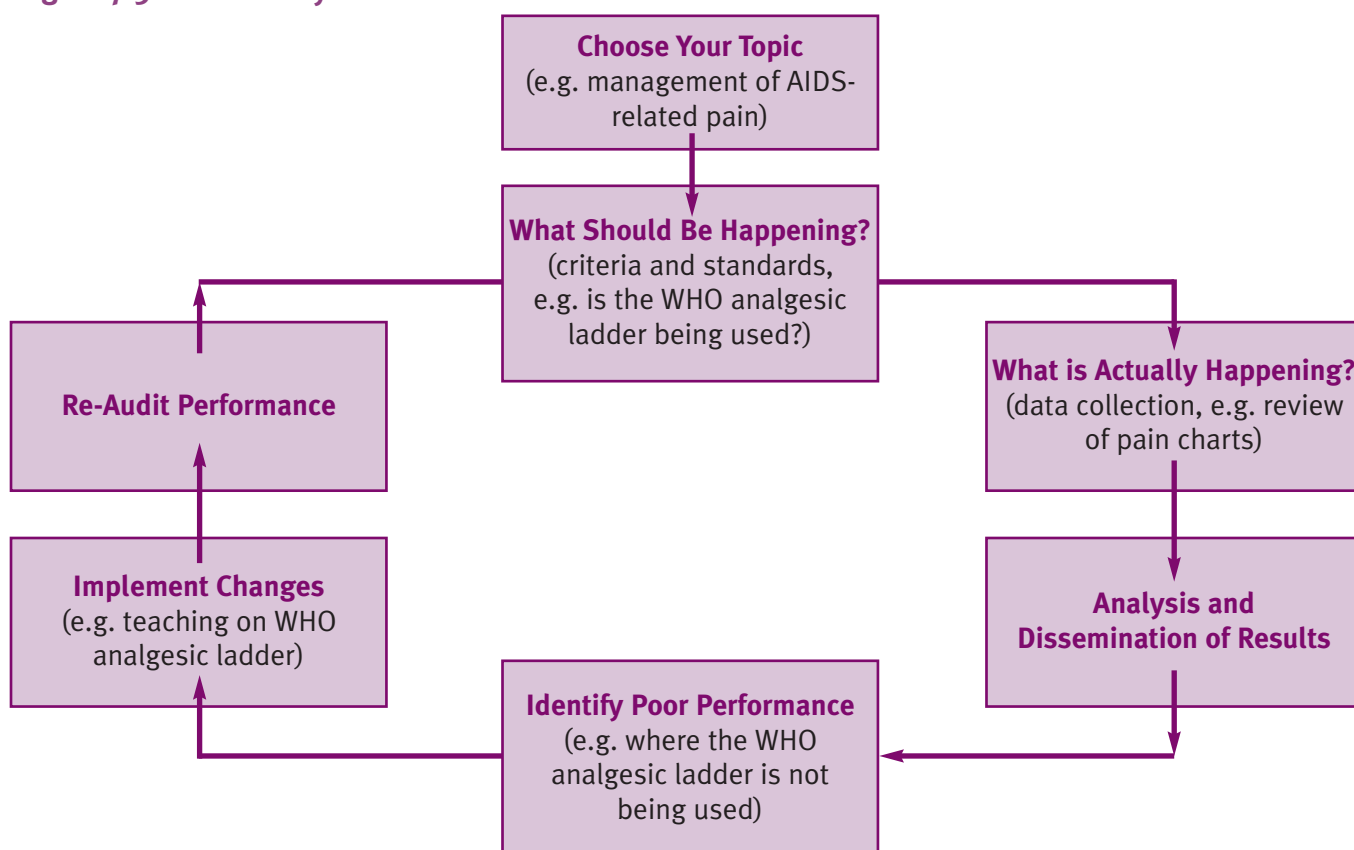 Choose Your Topic
(e.g. management of AIDS-
related pain)
What Should Be Happening?
(criteria and standards,
e.g. is the WHO analgesic
ladder being used?)
What is Actually Happening?
(data collection, e.g. review
of pain charts)
Analysis and
Dissemination of Results
Identify Poor Performance
(e.g. where the WHO
analgesic ladder is not
being used)
Implement Changes
(e.g. teaching on WHO
analgesic ladder)
Re-Audit Performance